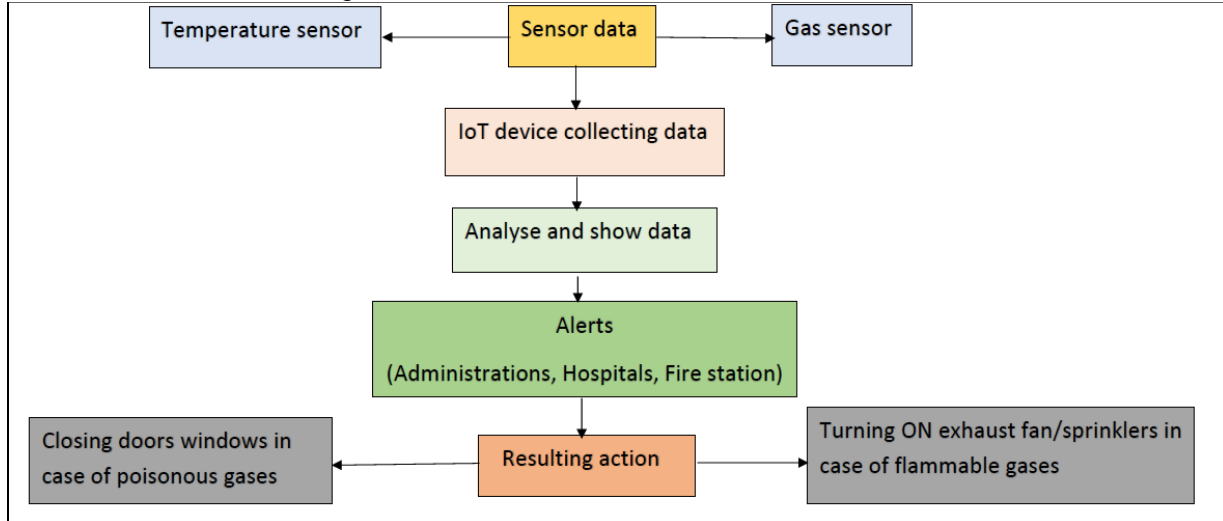 Temperature sensor
Sensor data
Gas sensor
IoT device collecting data
Analyse and show data
Alerts
(Administrations, Hospitals, Fire station)
Closing doors windows in
case of poisonous gases
Resulting action
Turning ON exhaust fan/sprinklers in
case of flammable gases